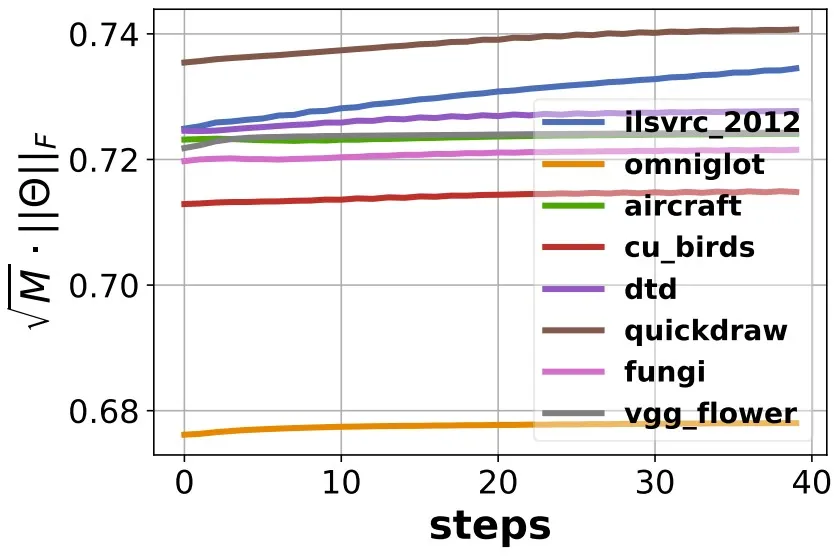 0.74
0.72
0.70
0.68
√M · ||Θ||_F
0 10 20 30 40
steps
ilsvrc_2012
omniglot
aircraft
cu_birds
dtd
quickdraw
fungi
vgg_flower